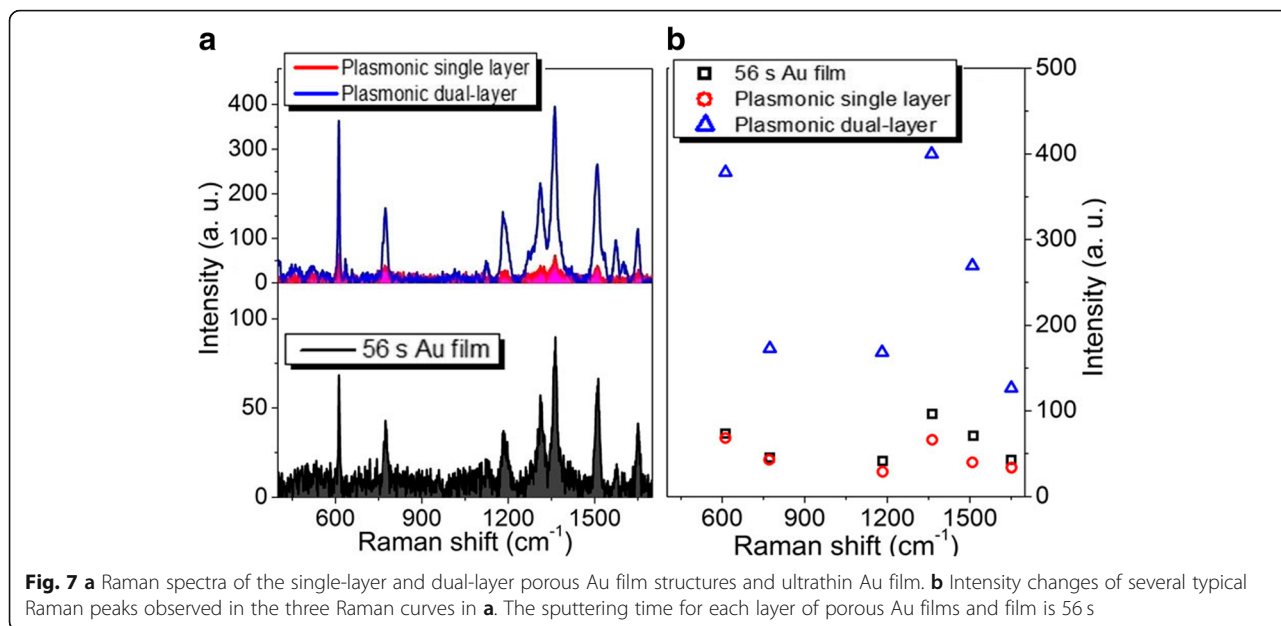 a
Plasmonic single layer
Plasmonic dual-layer
400
300
200
100
0
100
50
0
Intensity (a. u.)
56 s Au film
600
900
1200
1500
Raman shift (cm⁻¹)
b
56 s Au film
Plasmonic single layer
Plasmonic dual-layer
500
400
300
200
100
0
Intensity (a. u.)
600
900
1200
1500
Raman shift (cm⁻¹)
Fig. 7 a Raman spectra of the single-layer and dual-layer porous Au film structures and ultrathin Au film. b Intensity changes of several typical
Raman peaks observed in the three Raman curves in a. The sputtering time for each layer of porous Au films and film is 56 s